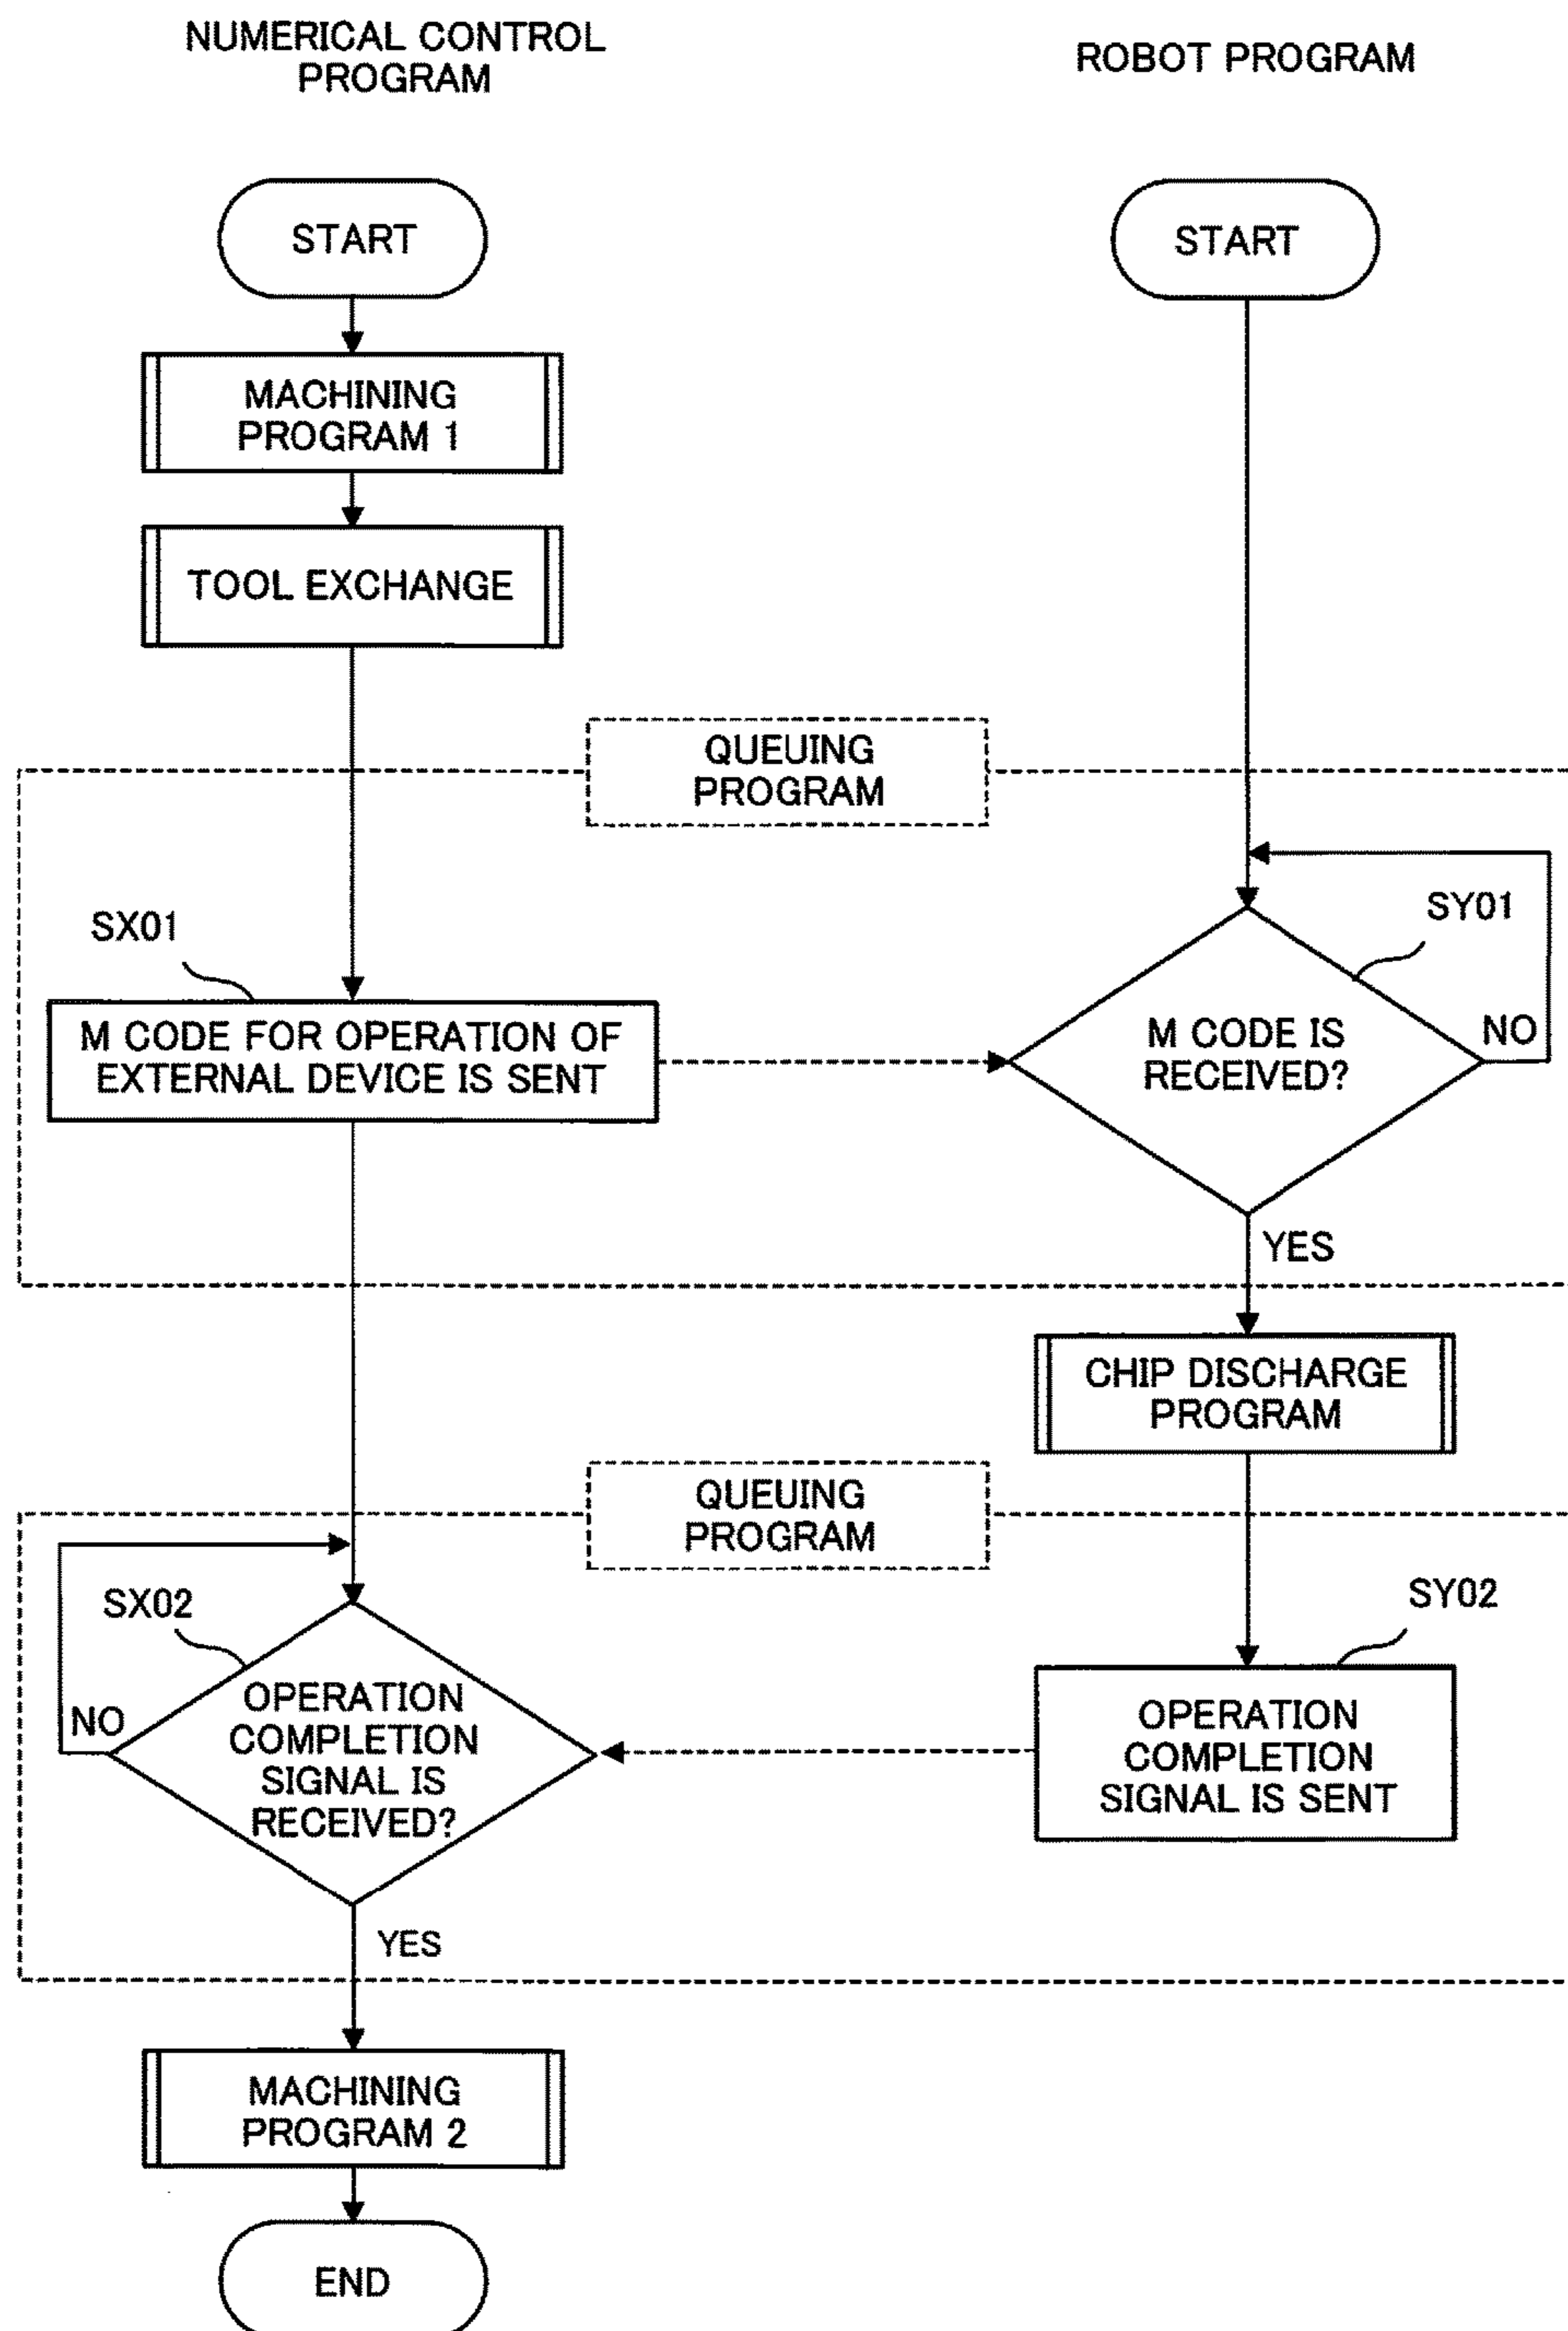 NUMERICAL CONTROL
PROGRAM
ROBOT PROGRAM
START
START
MACHINING
PROGRAM 1
TOOL EXCHANGE
QUEUING
PROGRAM
SX01
SY01
M CODE FOR OPERATION OF
EXTERNAL DEVICE IS SENT
M CODE IS
RECEIVED?
NO
YES
CHIP DISCHARGE
PROGRAM
QUEUING
PROGRAM
SX02
SY02
NO
OPERATION
COMPLETION
SIGNAL IS
RECEIVED?
OPERATION
COMPLETION
SIGNAL IS SENT
YES
MACHINING
PROGRAM 2
END